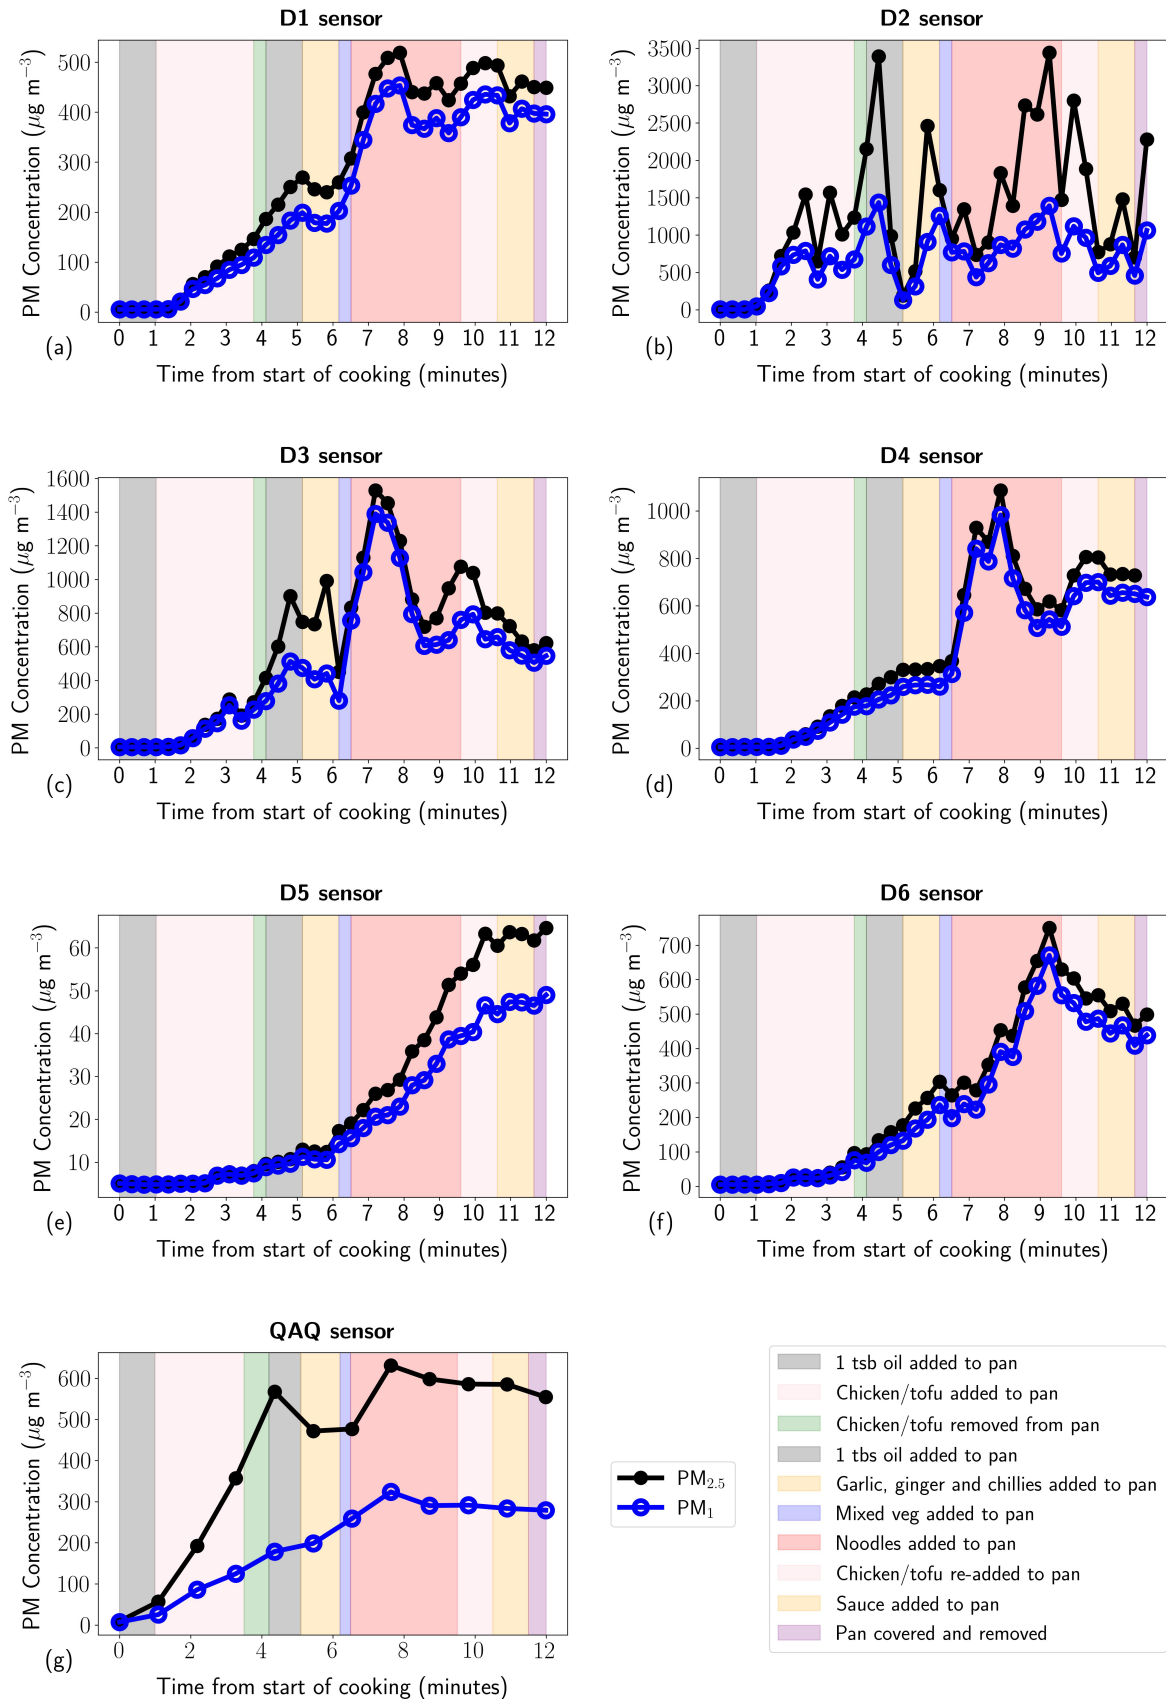 D1 sensor
PM Concentration (μg m−3)
500
400
300
200
100
0
0 1 2 3 4 5 6 7 8 9 10 11 12
(a)
Time from start of cooking (minutes)
D2 sensor
PM Concentration (μg m−3)
3500
3000
2500
2000
1500
1000
500
0
0 1 2 3 4 5 6 7 8 9 10 11 12
(b)
Time from start of cooking (minutes)
D3 sensor
PM Concentration (μg m−3)
1600
1400
1200
1000
800
600
400
200
0
0 1 2 3 4 5 6 7 8 9 10 11 12
(c)
Time from start of cooking (minutes)
D4 sensor
PM Concentration (μg m−3)
1000
800
600
400
200
0
0 1 2 3 4 5 6 7 8 9 10 11 12
(d)
Time from start of cooking (minutes)
D5 sensor
PM Concentration (μg m−3)
60
50
40
30
20
10
0 1 2 3 4 5 6 7 8 9 10 11 12
(e)
Time from start of cooking (minutes)
D6 sensor
PM Concentration (μg m−3)
700
600
500
400
300
200
100
0
0 1 2 3 4 5 6 7 8 9 10 11 12
(f)
Time from start of cooking (minutes)
QAQ sensor
PM Concentration (μg m−3)
600
500
400
300
200
100
0
0 2 4 6 8 10 12
(g)
Time from start of cooking (minutes)
PM2.5
PM1
1 tsb oil added to pan
Chicken/tofu added to pan
Chicken/tofu removed from pan
1 tbs oil added to pan
Garlic, ginger and chillies added to pan
Mixed veg added to pan
Noodles added to pan
Chicken/tofu re-added to pan
Sauce added to pan
Pan covered and removed